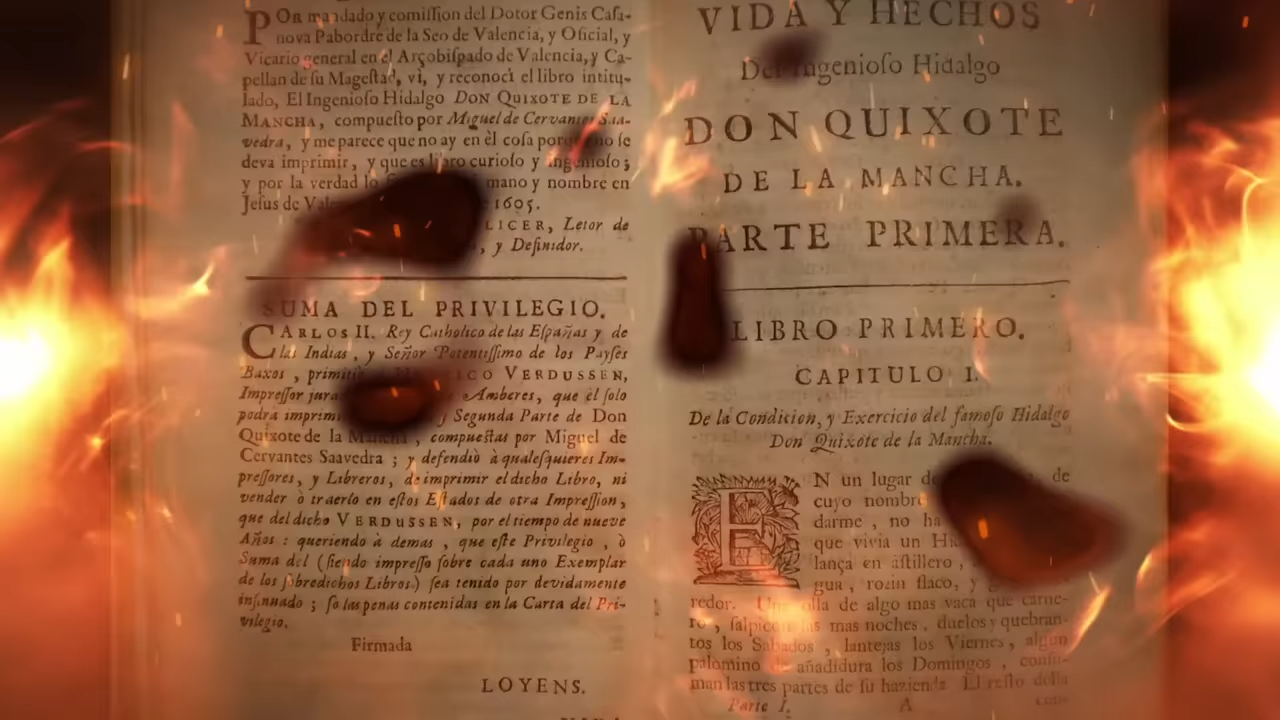 POr mandado y comiſsion del Dotor Genis Caſa-
nova Pabordre de la Seo de Valencia, y Oficial, y
Vicario general en él Arçobiſpado de Valencia, y Ca-
pellan de ſu Mageſtad, vì, y reconocì el libro intitu-
lado, El Ingenioſo Hidalgo DON QUIXOTE DE LA
MANCHA, compueſto por Miguel de Cervantes Saa-
vedra, y me parece que no ay en èl coſa porque no ſe
deva imprimir, y que es libro curioſo y ingenioſo;
y por la verdad lo mano y nombre en
Jeſus de 1605.
LICER, Letor de
, y Definidor.
SUMA DEL PRIVILEGIO.
CARLOS II. Rey Catholico de las Eſpañas y de
las Indias, y Señor Potentiſſimo de los Payſes
Baxos, VERDUSSEN,
Impreſſor Amberes, que èl ſolo
podrà y Segunda Parte de Don
Quixote de la Mancha, compueſtas por Miguel de
Cervantes Saavedra; y defendiò à qualeſquieres Im-
preſſores, y Libreros, de imprimir el dicho Libro, ni
vender ò traerlo en eſtos Eſtados de otra Impreſſion,
que del dicho VERDUSSEN, por el tiempo de nueve
Años: queriendo à demas, que eſte Privilegio, ò
Suma del (ſiendo impreſſo ſobre cada uno Exemplar
de los ſobredichos Libros) ſea tenido por devidamente
inſinuado; ſo las penas contenidas en la Carta del Pri-
vilegio.
Firmada
LOYENS.
VIDA Y HECHOS
Del Ingenioſo Hidalgo
DON QUIXOTE
DE LA MANCHA.
PARTE PRIMERA.
LIBRO PRIMERO.
CAPITULO I.
De la Condicion, y Exercicio del famoſo Hidalgo
Don Quixote de la Mancha.
EN un lugar de de
cuyo nombre
darme, no
que vivia un
lança en aſtillero,
gua, rozin flaco, y
redor. Una olla de algo mas vaca que carne-
ro, ſalpicon las mas noches, duelos y quebran-
tos los Sabados, lantejas los Viernes, algun
palomino de añadidura los Domingos, conſu-
man las tres partes de ſu hazienda. El reſto della
Parte I. A